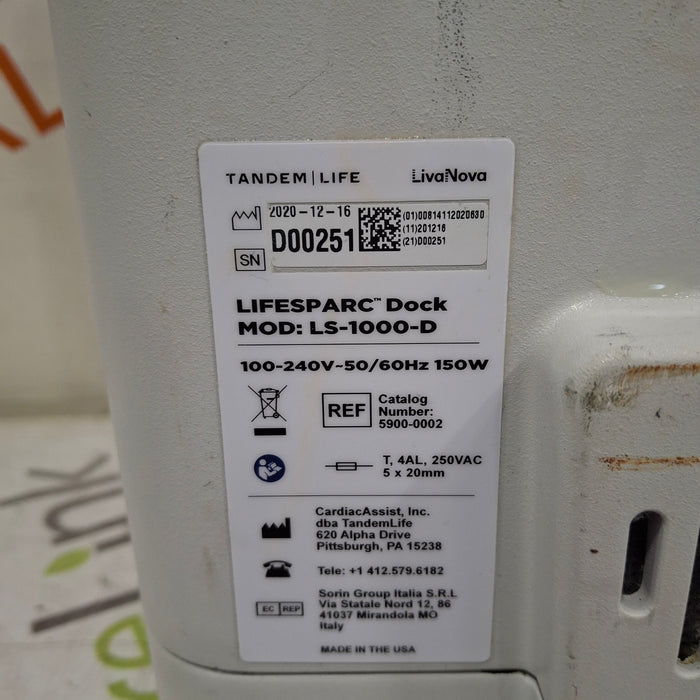 TANDEM|LIFE LivaNova
2020-12-16
SN D00251
(01)00814112020630
(11)201216
(21)D00251
LIFESPARC™ Dock
MOD: LS-1000-D
100-240V~50/60Hz 150W
REF Catalog
Number:
5900-0002
T, 4AL, 250VAC
5 x 20mm
CardiacAssist, Inc.
dba TandemLife
620 Alpha Drive
Pittsburgh, PA 15238
Tele: +1 412.579.6182
EC REP Sorin Group Italia S.R.L
Via Statale Nord 12, 86
41037 Mirandola MO
Italy
MADE IN THE USA